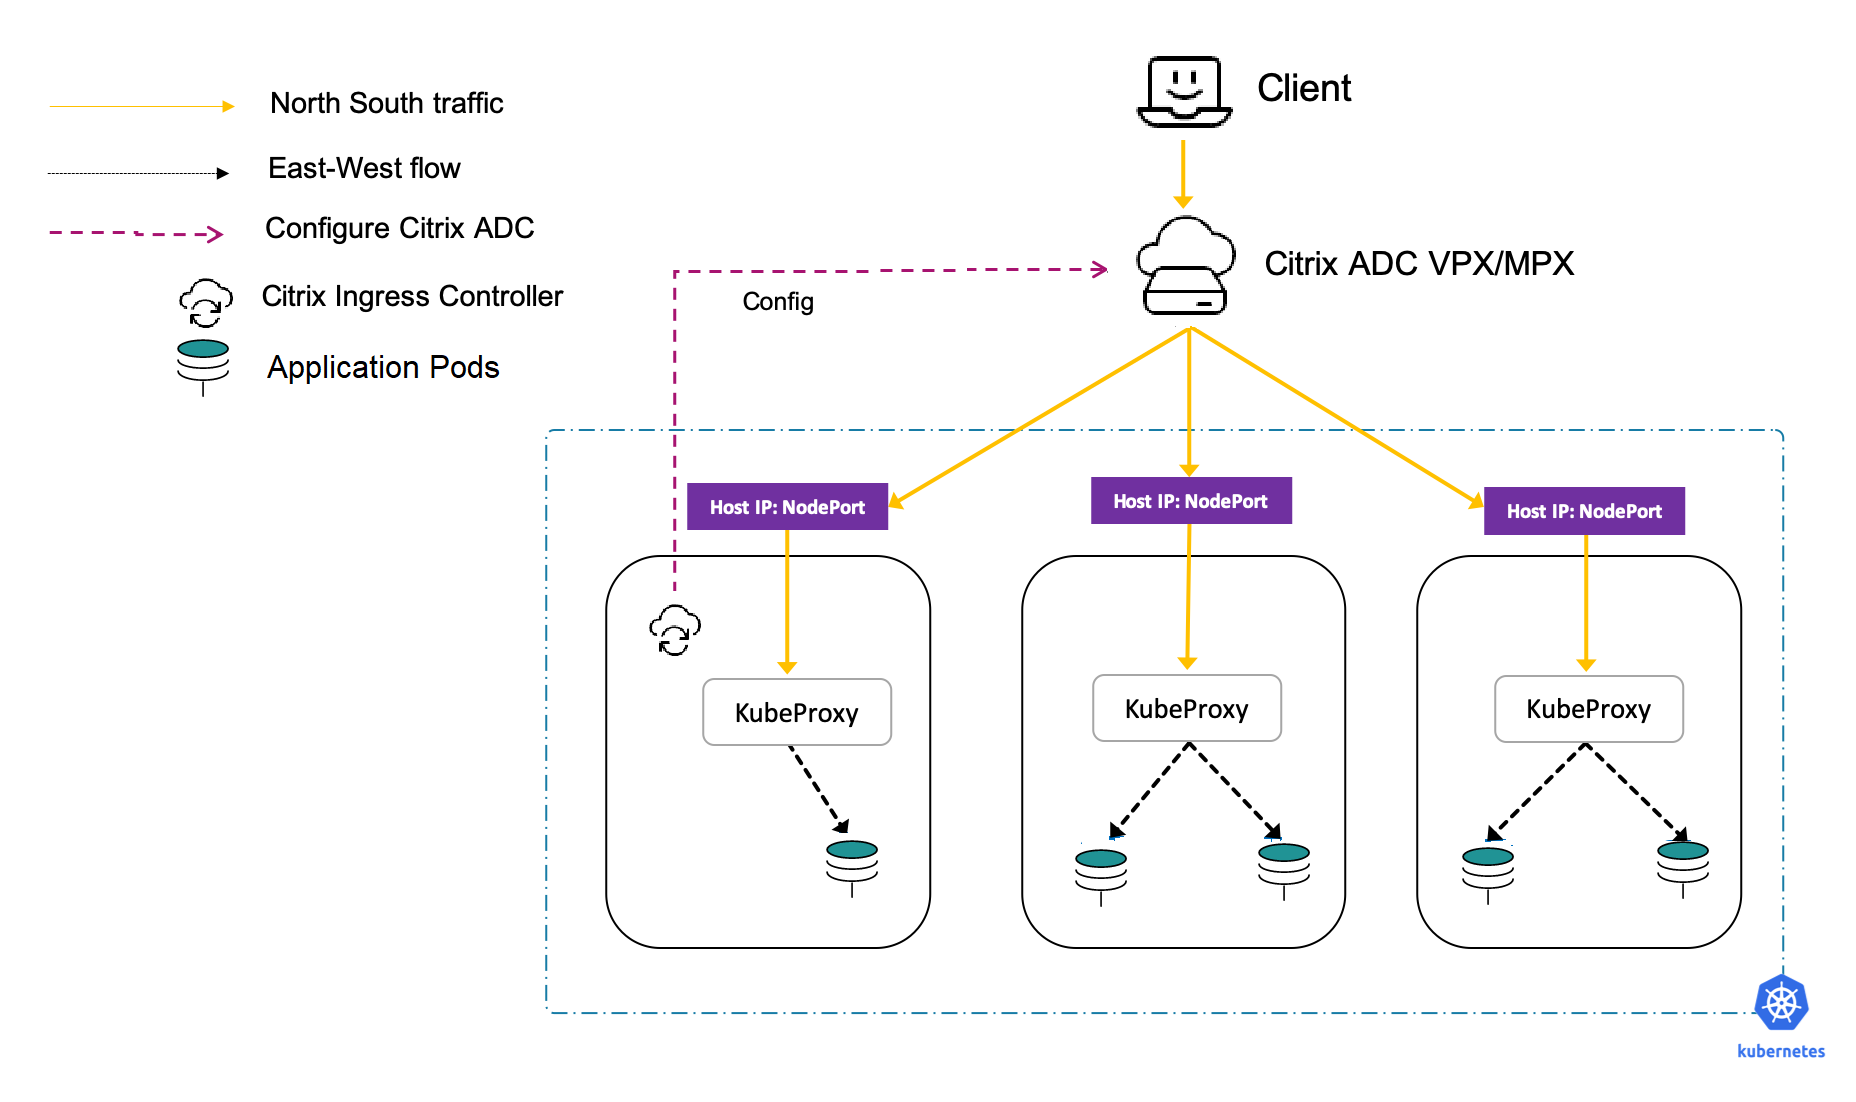 North South traffic
East-West flow
Configure Citrix ADC
Citrix Ingress Controller
Application Pods
Client
Citrix ADC VPX/MPX
Config
Host IP: NodePort
Host IP: NodePort
Host IP: NodePort
KubeProxy
KubeProxy
KubeProxy
kubernetes